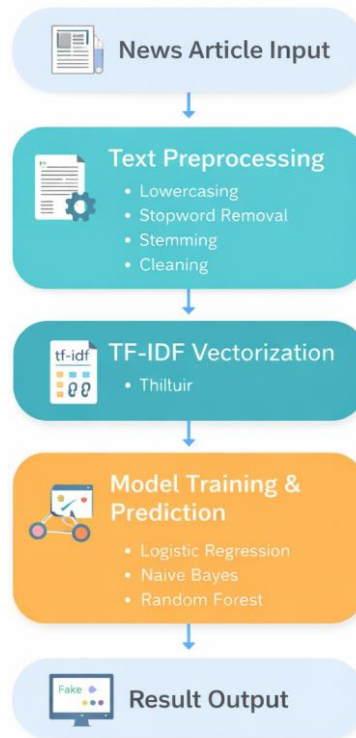 News Article Input
Text Preprocessing
• Lowercasing
• Stopword Removal
• Stemming
• Cleaning
tf-idf
TF-IDF Vectorization
• Thiltuir
Model Training &
Prediction
• Logistic Regression
• Naive Bayes
• Random Forest
Fake
Result Output